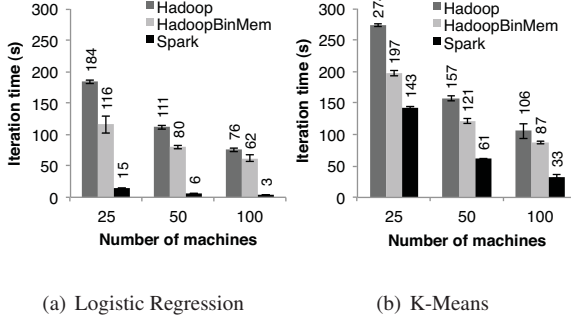 300
250
200
150
100
50
0
Iteration time (s)
Hadoop
HadoopBinMem
Spark
184
116
15
111
80
6
76
62
3
25 50 100
Number of machines
(a) Logistic Regression
300
250
200
150
100
50
0
Iteration time (s)
Hadoop
HadoopBinMem
Spark
197
143
157
121
61
106
87
33
25 50 100
Number of machines
(b) K-Means